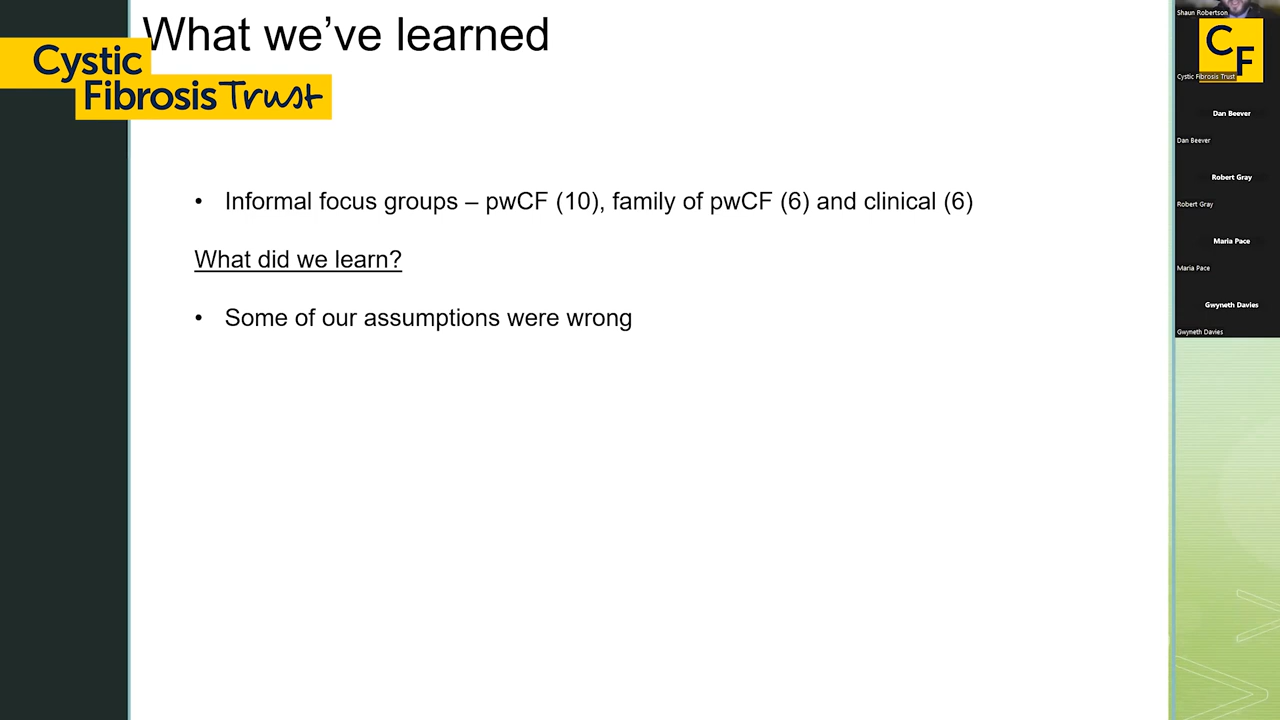 What we’ve learned
Cystic
Fibrosis Trust
• Informal focus groups – pwCF (10), family of pwCF (6) and clinical (6)
What did we learn?
• Some of our assumptions were wrong
Shaun Robertson
CF
Cystic Fibrosis Trust
Dan Beever
Dan Beever
Robert Gray
Robert Gray
Maria Pace
Maria Pace
Gwyneth Davies
Gwyneth Davies